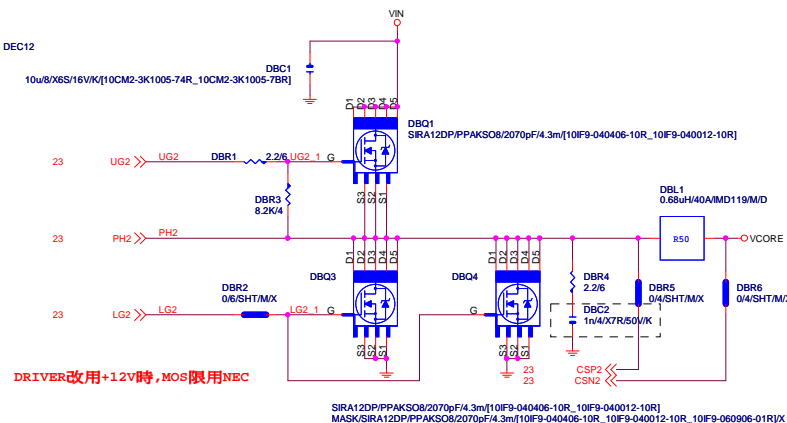 VIN
DEC12
DBC1
10u/8/X6S/16V/K/[10CM2-3K1005-74R_10CM2-3K1005-7BR]
D1
D2
D3
D4
D5
DBQ1
SIRA12DP/PPAKSO8/2070pF/4.3m/[10IF9-040406-10R_10IF9-040012-10R]
23
UG2
UG2
DBR1
2.2/6
UG2_1
G
DBR3
8.2K/4
S3
S2
S1
DBL1
0.68uH/40A/IMD119/M/D
R50
VCORE
23
PH2
PH2
D1
D2
D3
D4
D5
D1
D2
D3
D4
D5
DBR2
0/6/SHT/M/X
DBQ3
DBQ4
DBR4
2.2/6
DBR5
0/4/SHT/M/X
DBR6
0/4/SHT/M/
23
LG2
LG2
LG2_1
G
G
DBC2
1n/4/X7R/50V/K
S3
S2
S1
S3
S2
S1
23
CSP2
23
CSN2
DRIVER改用+12V時,MOS限用NEC
SIRA12DP/PPAKSO8/2070pF/4.3m/[10IF9-040406-10R_10IF9-040012-10R]
MASK/SIRA12DP/PPAKSO8/2070pF/4.3m/[10IF9-040406-10R_10IF9-040012-10R_10IF9-060906-01R]/X